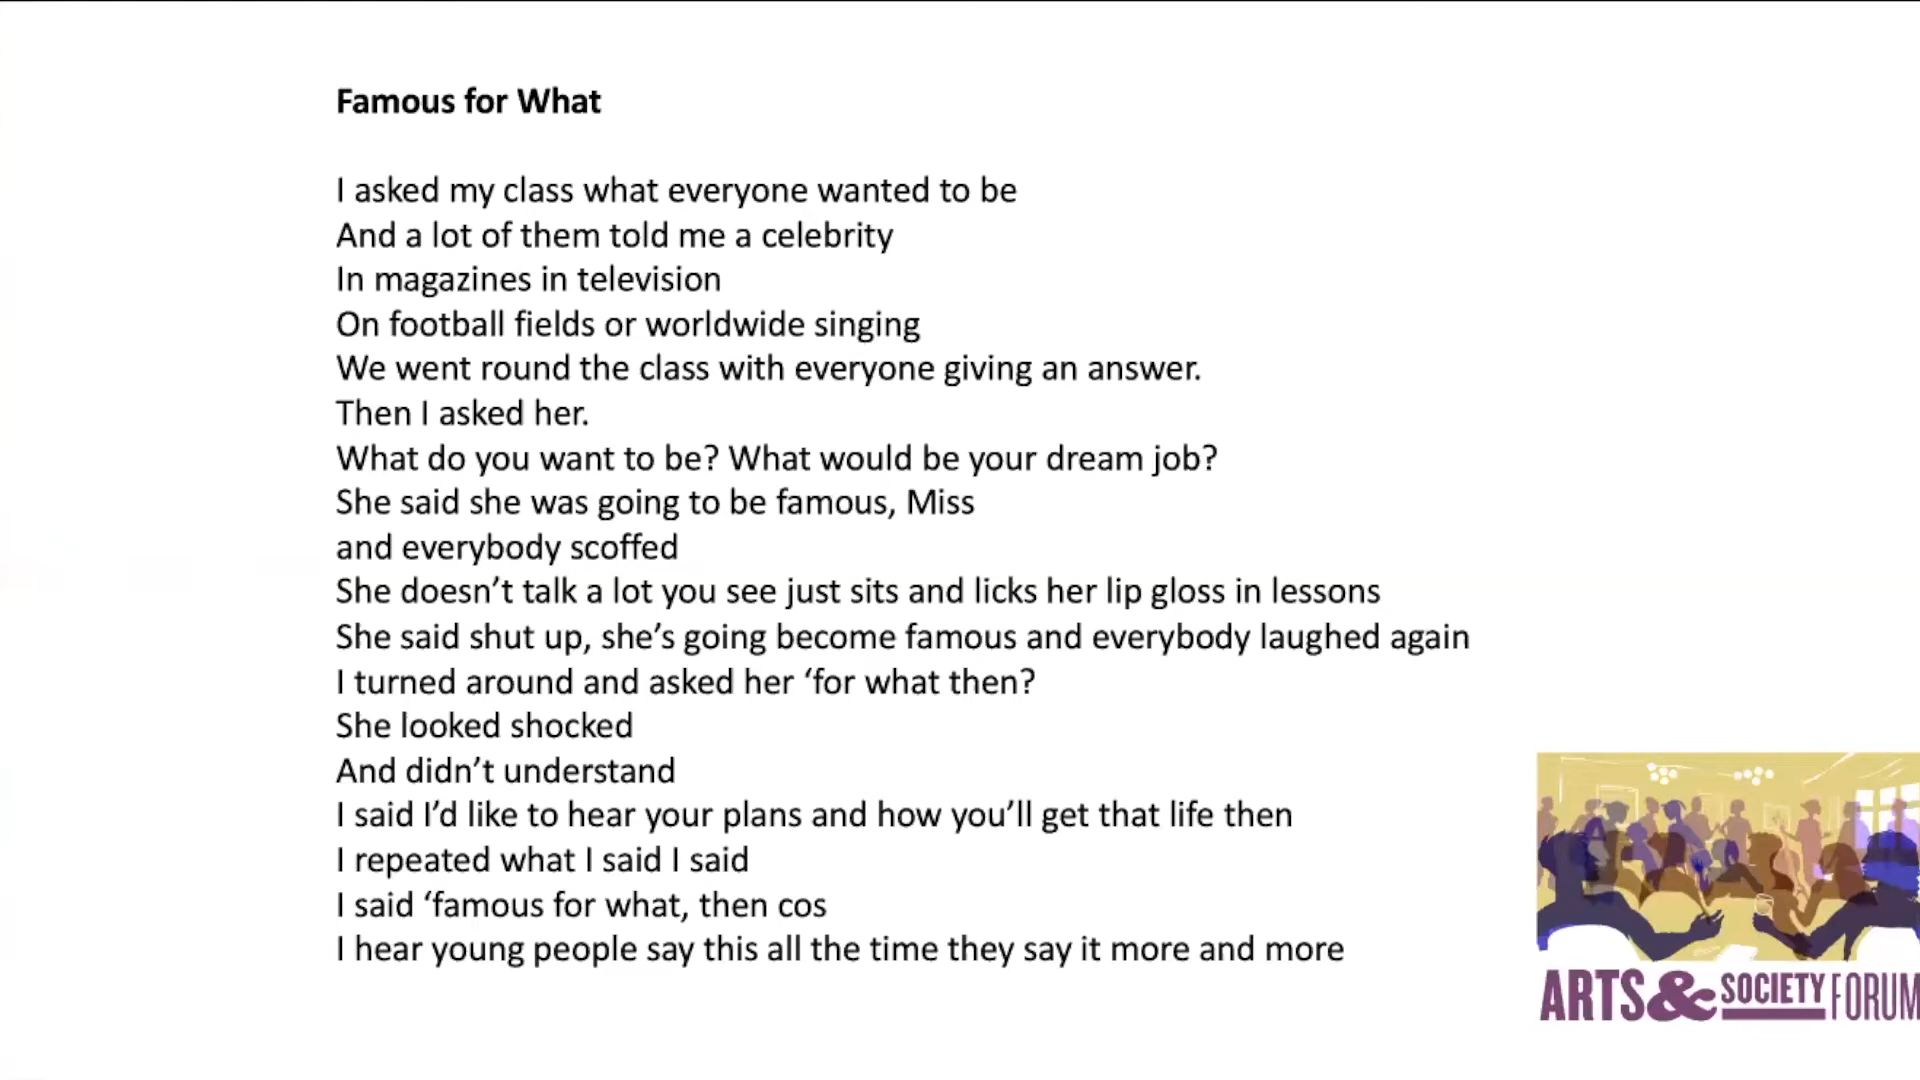 Famous for What
I asked my class what everyone wanted to be
And a lot of them told me a celebrity
In magazines in television
On football fields or worldwide singing
We went round the class with everyone giving an answer.
Then I asked her.
What do you want to be? What would be your dream job?
She said she was going to be famous, Miss
and everybody scoffed
She doesn’t talk a lot you see just sits and licks her lip gloss in lessons
She said shut up, she’s going become famous and everybody laughed again
I turned around and asked her ‘for what then?
She looked shocked
And didn’t understand
I said I’d like to hear your plans and how you’ll get that life then
I repeated what I said I said
I said ‘famous for what, then cos
I hear young people say this all the time they say it more and more
ARTS& SOCIETY FORUM